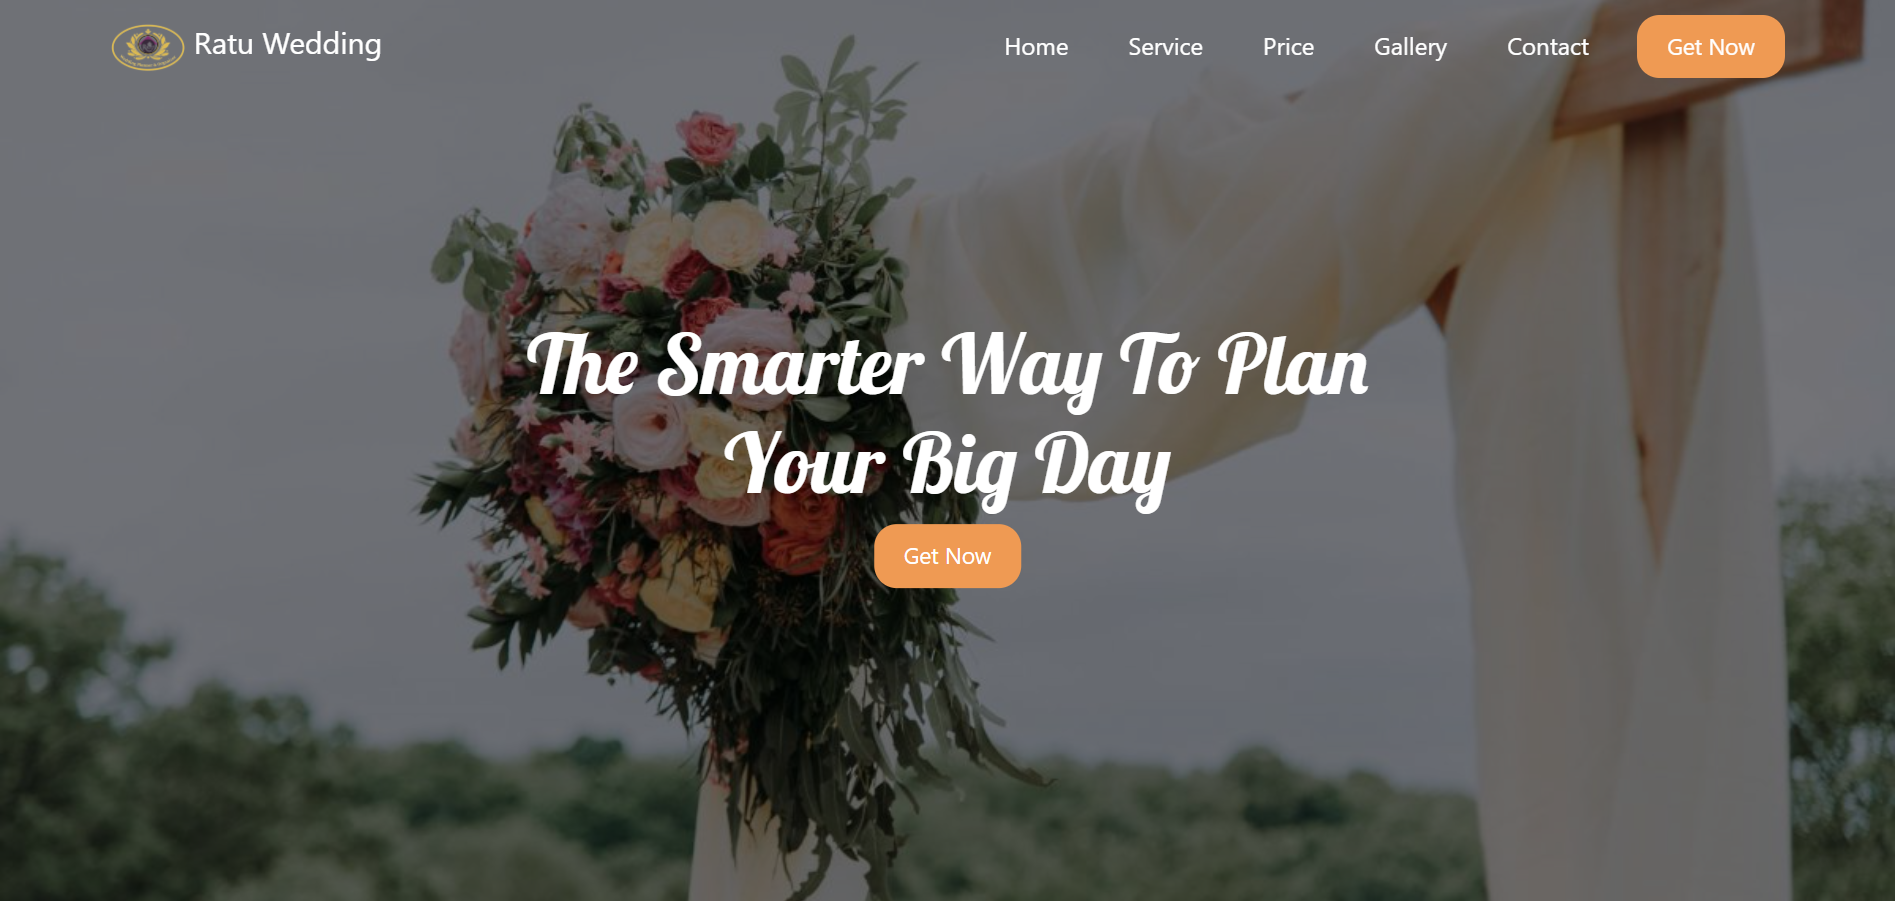 Ratu Wedding
Home
Service
Price
Gallery
Contact
Get Now
The Smarter Way To Plan
Your Big Day
Get Now